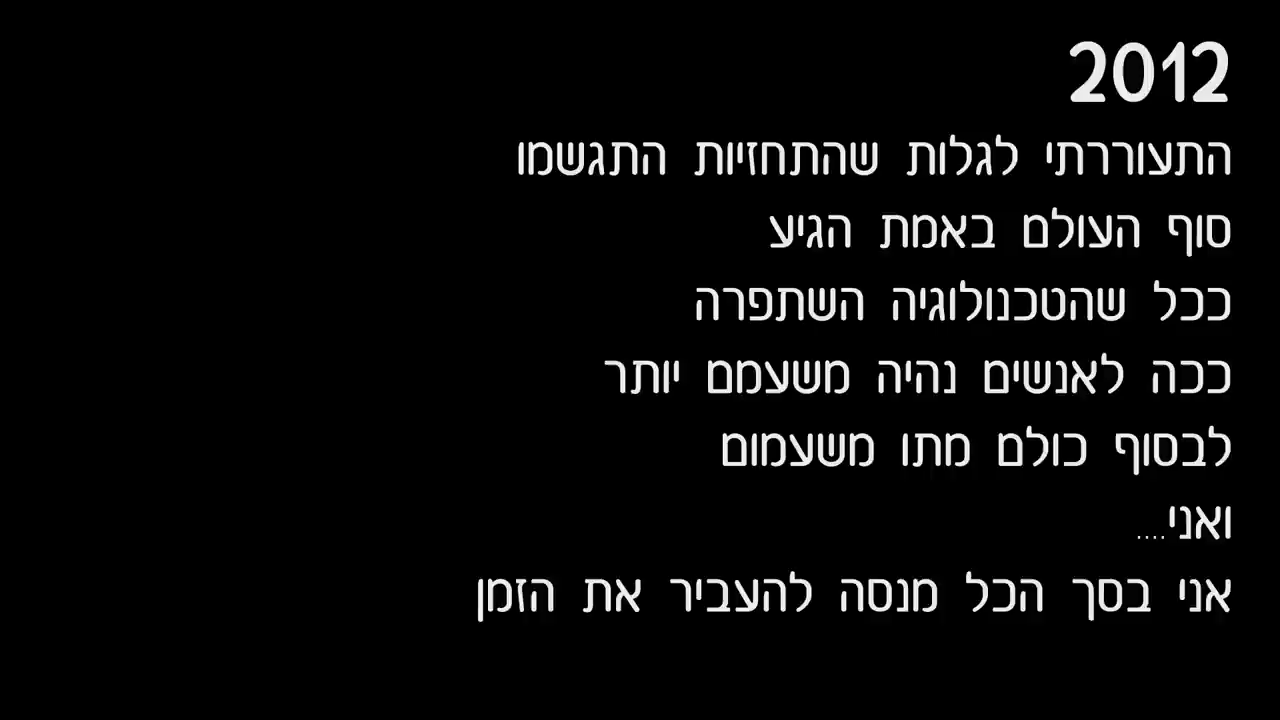 2012
התעוררתי לגלות שהתחזיות התגשמו
סוף העולם באמת הגיע
ככל שהטכנולוגיה השתפרה
ככה לאנשים נהיה משעמם יותר
לבסוף כולם מתו משעמום
ואני....
אני בסך הכל מנסה להעביר את הזמן